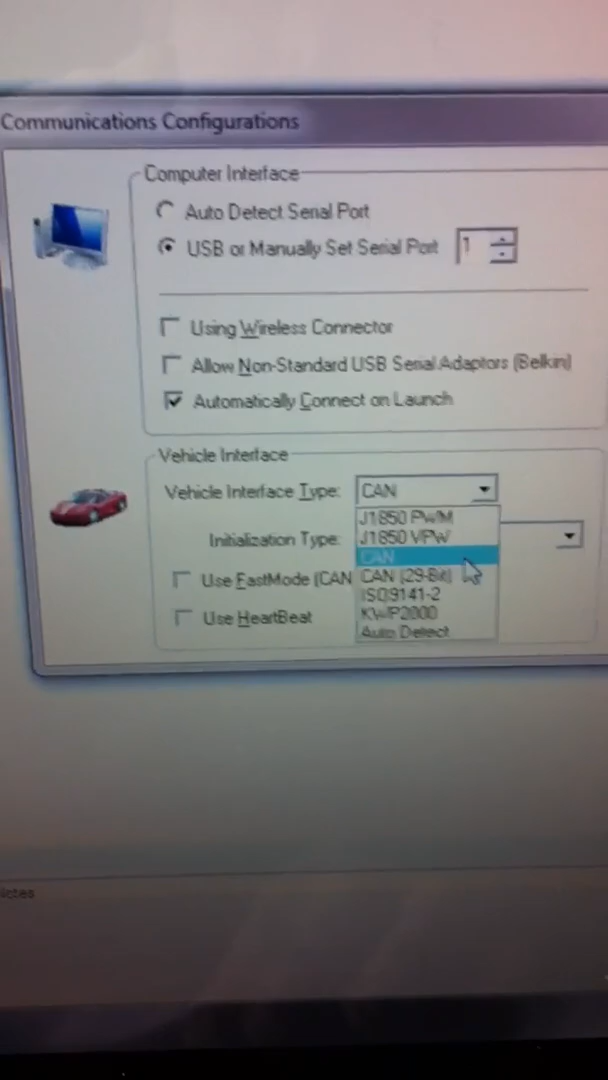 Communications Configurations
Computer Interface
Auto Detect Serial Port
USB or Manually Set Serial Port 1
Using Wireless Connector
Allow Non-Standard USB Serial Adaptors (Belkin)
Automatically Connect on Launch
Vehicle Interface
Vehicle Interface Type: CAN
J1850 PWM
J1850 VPW
Initialization Type:
CAN
Use FastMode (CAN
CAN (29-Bit)
ISO9141-2
Use HeartBeat
KWP2000
Auto Detect
Notes